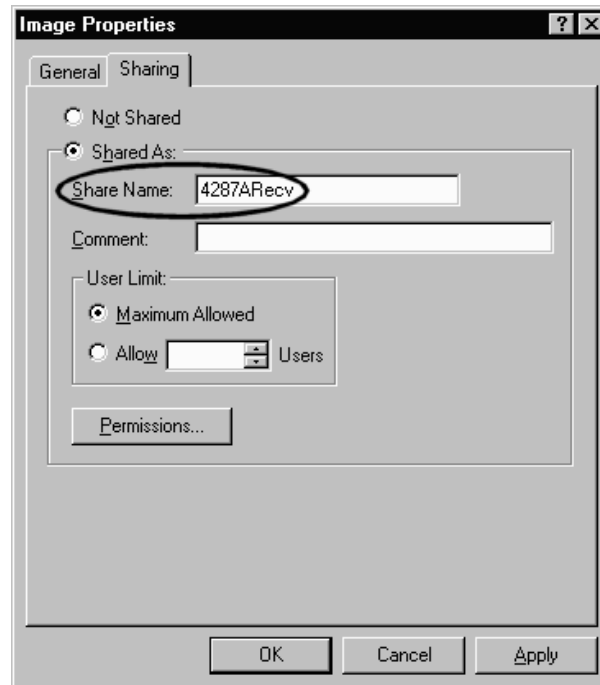 Image Properties
General Sharing
Not Shared
Shared As:
Share Name: 4287ARecv
Comment:
User Limit:
Maximum Allowed
Allow Users
Permissions...
OK Cancel Apply